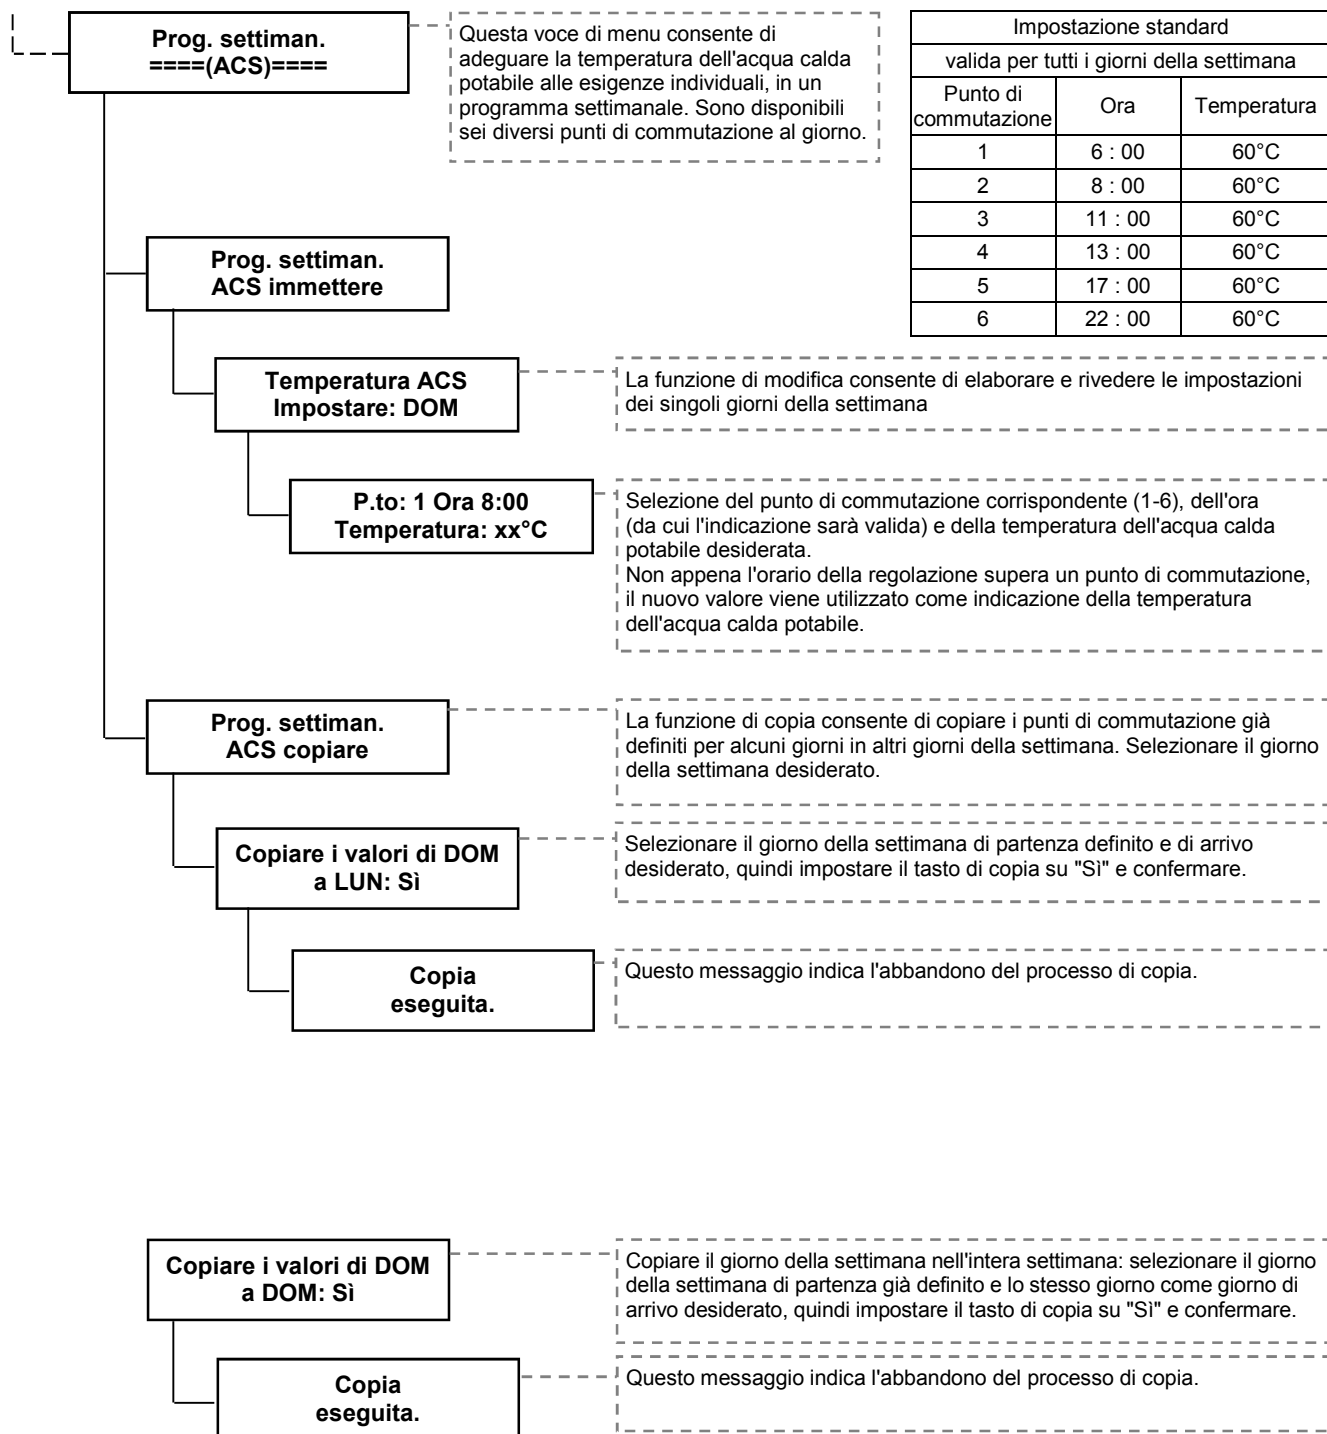 Prog. settiman.
====(ACS)====
Questa voce di menu consente di
adeguare la temperatura dell'acqua calda
potabile alle esigenze individuali, in un
programma settimanale. Sono disponibili
sei diversi punti di commutazione al giorno.
Impostazione standard
valida per tutti i giorni della settimana
Punto di
commutazione
Ora
Temperatura
1 6 : 00 60°C
2 8 : 00 60°C
3 11 : 00 60°C
4 13 : 00 60°C
5 17 : 00 60°C
6 22 : 00 60°C
Prog. settiman.
ACS immettere
Temperatura ACS
Impostare: DOM
La funzione di modifica consente di elaborare e rivedere le impostazioni
dei singoli giorni della settimana
P.to: 1 Ora 8:00
Temperatura: xx°C
Selezione del punto di commutazione corrispondente (1-6), dell'ora
(da cui l'indicazione sarà valida) e della temperatura dell'acqua calda
potabile desiderata.
Non appena l'orario della regolazione supera un punto di commutazione,
il nuovo valore viene utilizzato come indicazione della temperatura
dell'acqua calda potabile.
Prog. settiman.
ACS copiare
La funzione di copia consente di copiare i punti di commutazione già
definiti per alcuni giorni in altri giorni della settimana. Selezionare il giorno
della settimana desiderato.
Copiare i valori di DOM
a LUN: Sì
Selezionare il giorno della settimana di partenza definito e di arrivo
desiderato, quindi impostare il tasto di copia su "Sì" e confermare.
Copia
eseguita.
Questo messaggio indica l'abbandono del processo di copia.
Copiare i valori di DOM
a DOM: Sì
Copiare il giorno della settimana nell'intera settimana: selezionare il giorno
della settimana di partenza già definito e lo stesso giorno come giorno di
arrivo desiderato, quindi impostare il tasto di copia su "Sì" e confermare.
Copia
eseguita.
Questo messaggio indica l'abbandono del processo di copia.